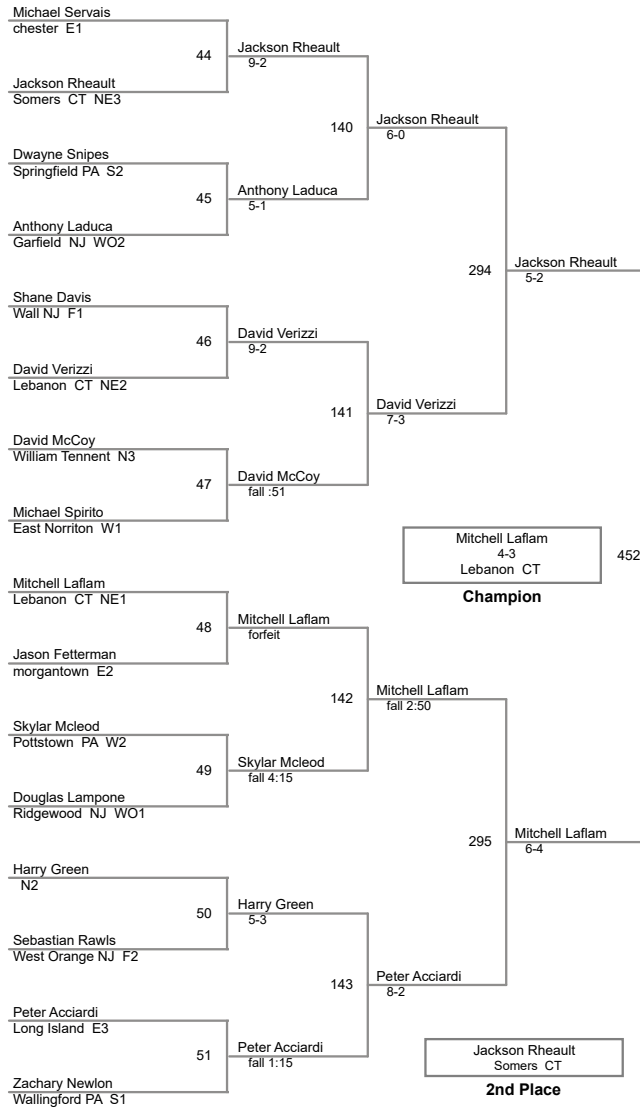 Michael Servais
chester E1
44
Jackson Rheault
9-2
Jackson Rheault
Somers CT NE3
140
Jackson Rheault
6-0
Dwayne Snipes
Springfield PA S2
45
Anthony Laduca
5-1
Anthony Laduca
Garfield NJ WO2
294
Jackson Rheault
5-2
Shane Davis
Wall NJ F1
46
David Verizzi
9-2
David Verizzi
Lebanon CT NE2
141
David Verizzi
7-3
David McCoy
William Tennent N3
47
David McCoy
fall :51
Michael Spirito
East Norriton W1
Mitchell Laflam
4-3
Lebanon CT
452
Champion
Mitchell Laflam
Lebanon CT NE1
48
Mitchell Laflam
forfeit
Jason Fetterman
morgantown E2
142
Mitchell Laflam
fall 2:50
Skylar Mcleod
Pottstown PA W2
49
Skylar Mcleod
fall 4:15
Douglas Lampone
Ridgewood NJ WO1
295
Mitchell Laflam
6-4
Harry Green
N2
50
Harry Green
5-3
Sebastian Rawls
West Orange NJ F2
143
Peter Acciardi
8-2
Peter Acciardi
Long Island E3
51
Peter Acciardi
fall 1:15
Zachary Newlon
Wallingford PA S1
Jackson Rheault
Somers CT
2nd Place